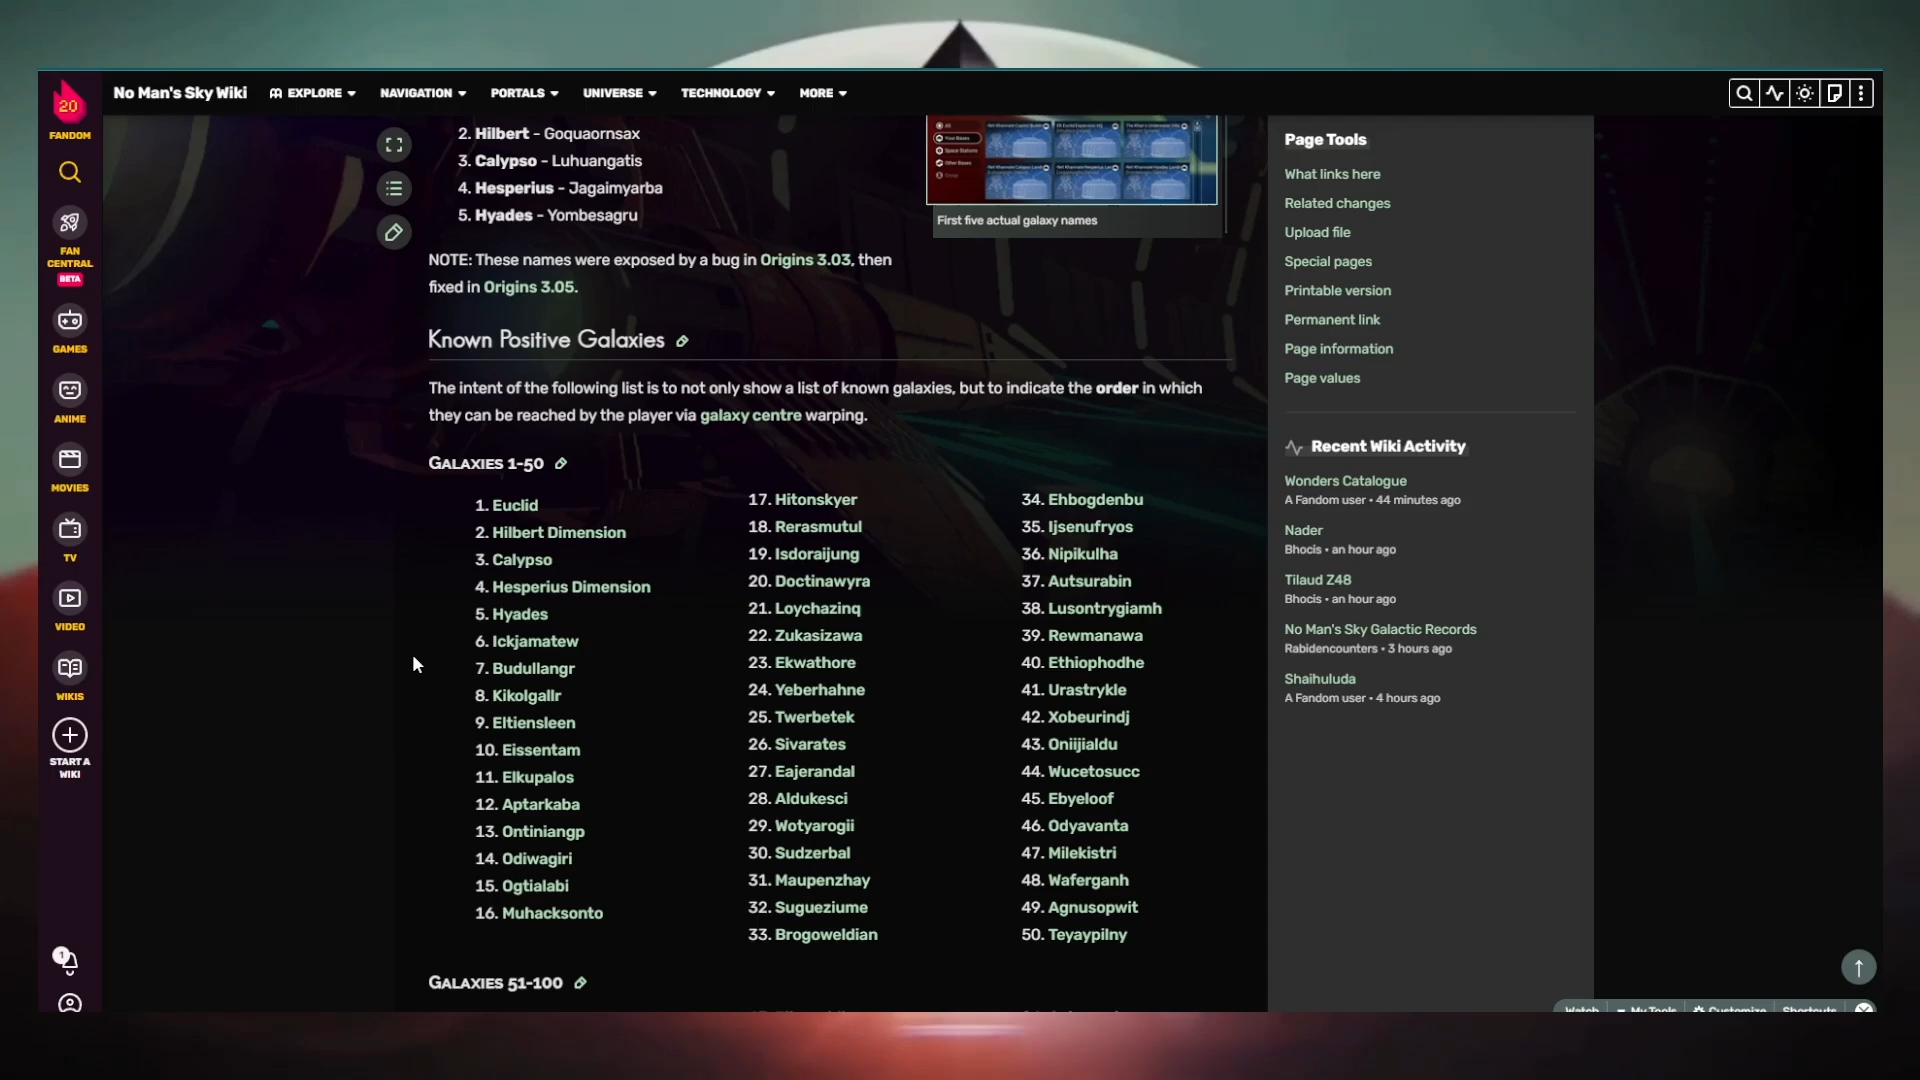 20
FANDOM
FAN
CENTRAL
BETA
GAMES
ANIME
MOVIES
TV
VIDEO
WIKIS
START A
WIKI
1
No Man's Sky Wiki
EXPLORE
NAVIGATION
PORTALS
UNIVERSE
TECHNOLOGY
MORE
2. Hilbert – Goquaornsax
3. Calypso – Luhuangatis
4. Hesperius – Jagaimyarba
5. Hyades – Yombesagru
First five actual galaxy names
NOTE: These names were exposed by a bug in Origins 3.03, then
fixed in Origins 3.05.
Known Positive Galaxies
The intent of the following list is to not only show a list of known galaxies, but to indicate the order in which
they can be reached by the player via galaxy centre warping.
GALAXIES 1-50
1. Euclid
2. Hilbert Dimension
3. Calypso
4. Hesperius Dimension
5. Hyades
6. Ickjamatew
7. Budullangr
8. Kikolgallr
9. Eltiensleen
10. Eissentam
11. Elkupalos
12. Aptarkaba
13. Ontiniangp
14. Odiwagiri
15. Ogtialabi
16. Muhacksonto
17. Hitonskyer
18. Rerasmutul
19. Isdoraijung
20. Doctinawyra
21. Loychazinq
22. Zukasizawa
23. Ekwathore
24. Yeberhahne
25. Twerbetek
26. Sivarates
27. Eajerandal
28. Aldukesci
29. Wotyarogii
30. Sudzerbal
31. Maupenzhay
32. Sugueziume
33. Brogoweldian
34. Ehbogdenbu
35. Ijsenufryos
36. Nipikulha
37. Autsurabin
38. Lusontrygiamh
39. Rewmanawa
40. Ethiophodhe
41. Urastrykle
42. Xobeurindj
43. Oniijialdu
44. Wucetosucc
45. Ebyeloof
46. Odyavanta
47. Milekistri
48. Waferganh
49. Agnusopwit
50. Teyaypilny
GALAXIES 51-100
Page Tools
What links here
Related changes
Upload file
Special pages
Printable version
Permanent link
Page information
Page values
Recent Wiki Activity
Wonders Catalogue
A Fandom user • 44 minutes ago
Nader
Bhocis • an hour ago
Tilaud Z48
Bhocis • an hour ago
No Man's Sky Galactic Records
Rabidencounters • 3 hours ago
Shaihuluda
A Fandom user • 4 hours ago
Watch
My Tools
Customize
Shortcuts